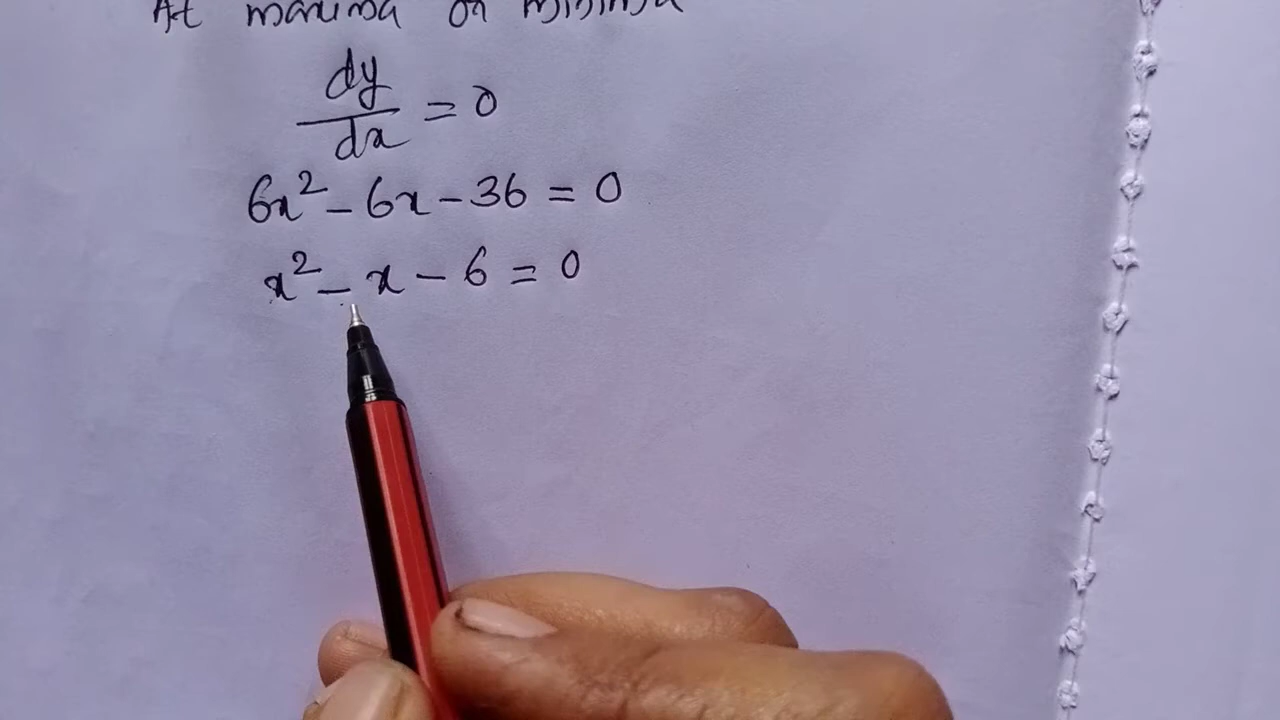 At maxima or minima
dy/dx = 0
6x² - 6x - 36 = 0
x² - x - 6 = 0